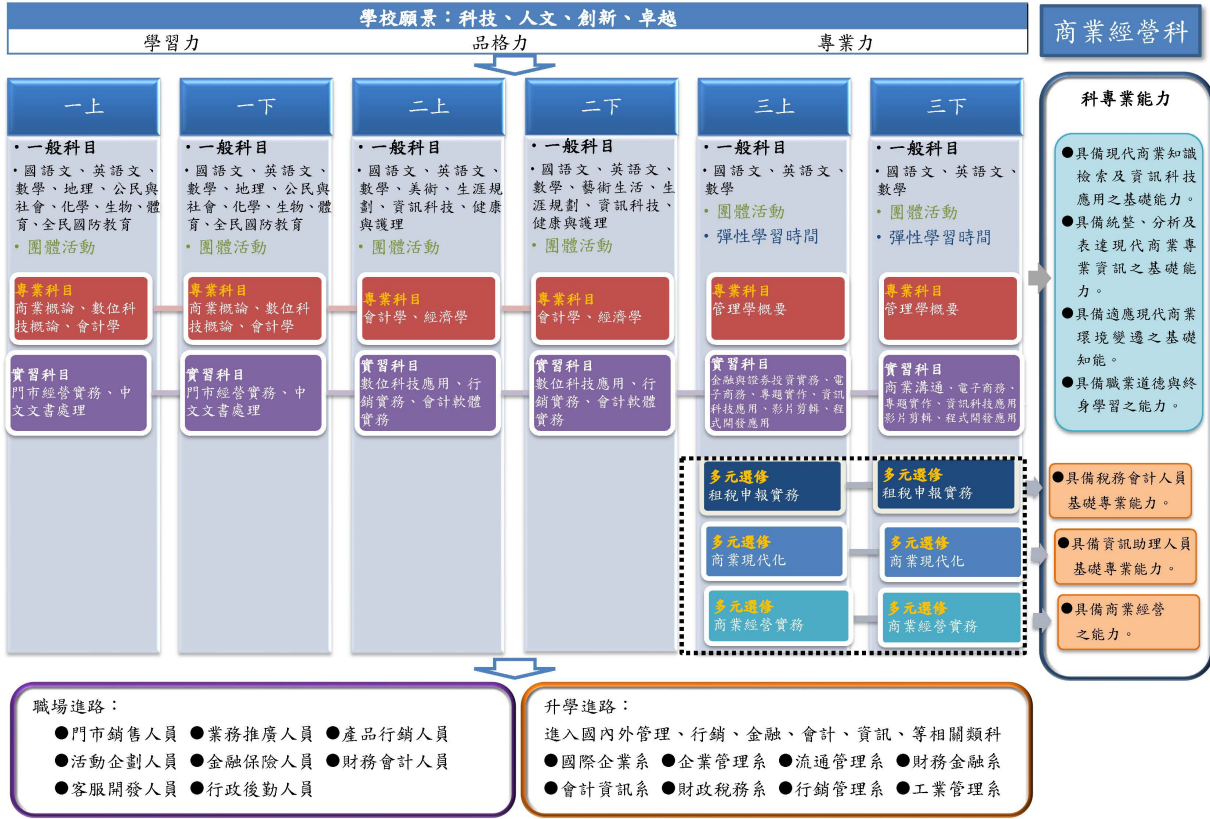 學校願景：科技、人文、創新、卓越
學習力 品格力 專業力
商業經營科
一上
・一般科目
・國語文、英語文、
數學、地理、公民與
社會、化學、生物、體
育、全民國防教育
・團體活動
專業科目
商業概論、數位科
技概論、會計學
實習科目
門市經營實務、中
文文書處理
一下
・一般科目
・國語文、英語文、
數學、地理、公民與
社會、化學、生物、體
育、全民國防教育
・團體活動
專業科目
商業概論、數位科
技概論、會計學
實習科目
門市經營實務、中
文文書處理
二上
・一般科目
・國語文、英語文、
數學、美術、生涯規
劃、資訊科技、健康
與護理
・團體活動
專業科目
會計學、經濟學
實習科目
數位科技應用、行
銷實務、會計軟體
實務
二下
・一般科目
・國語文、英語文、
數學、藝術生活、生
涯規劃、資訊科技、
健康與護理
・團體活動
專業科目
會計學、經濟學
實習科目
數位科技應用、行
銷實務、會計軟體
實務
三上
・一般科目
・國語文、英語文、
數學
・團體活動
・彈性學習時間
專業科目
管理學概要
實習科目
金融與證券投資實務、電
子商務、專題實作、資訊
科技應用、影片剪輯、程
式開發應用
多元選修
租稅申報實務
多元選修
商業現代化
多元選修
商業經營實務
三下
・一般科目
・國語文、英語文、
數學
・團體活動
・彈性學習時間
專業科目
管理學概要
實習科目
商業溝通、電子商務、
專題實作、資訊科技應用
影片剪輯、程式開發應用
多元選修
租稅申報實務
多元選修
商業現代化
多元選修
商業經營實務
科專業能力
●具備現代商業知識
檢索及資訊科技
應用之基礎能力。
●具備統整、分析及
表達現代商業專
業資訊之基礎能
力。
●具備適應現代商業
環境變遷之基礎
知能。
●具備職業道德與終
身學習之能力。
●具備稅務會計人員
基礎專業能力。
●具備資訊助理人員
基礎專業能力。
●具備商業經營
之能力。
職場進路：
●門市銷售人員 ●業務推廣人員 ●產品行銷人員
●活動企劃人員 ●金融保險人員 ●財務會計人員
●客服開發人員 ●行政後勤人員
升學進路：
進入國內外管理、行銷、金融、會計、資訊、等相關類科
●國際企業系 ●企業管理系 ●流通管理系 ●財務金融系
●會計資訊系 ●財政稅務系 ●行銷管理系 ●工業管理系